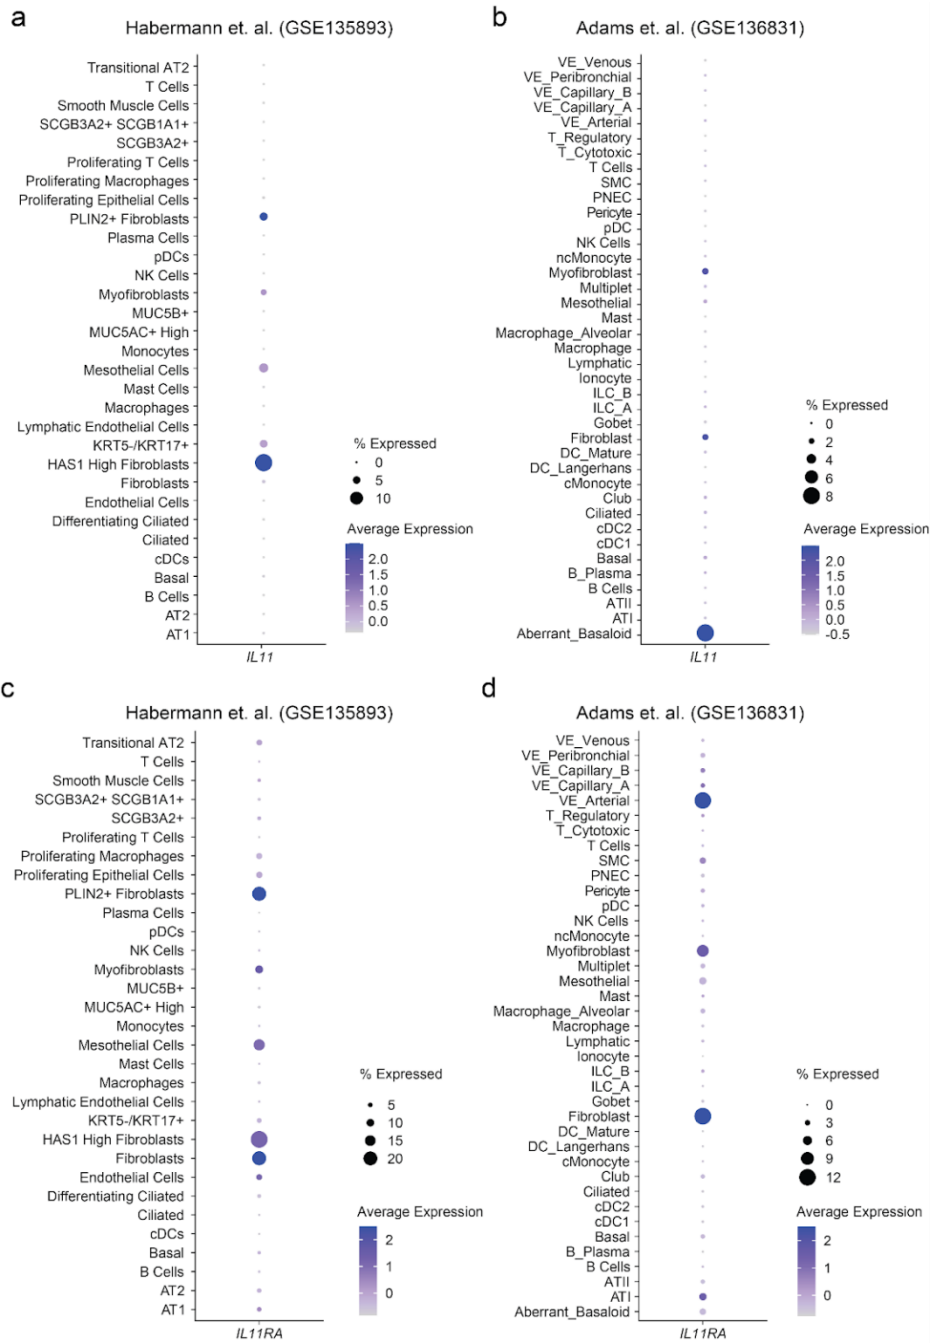 a
Habermann et. al. (GSE135893)
Transitional AT2
T Cells
Smooth Muscle Cells
SCGB3A2+ SCGB1A1+
SCGB3A2+
Proliferating T Cells
Proliferating Macrophages
Proliferating Epithelial Cells
PLIN2+ Fibroblasts
Plasma Cells
pDCs
NK Cells
Myofibroblasts
MUC5B+
MUC5AC+ High
Monocytes
Mesothelial Cells
Mast Cells
Macrophages
Lymphatic Endothelial Cells
KRT5-/KRT17+
HAS1 High Fibroblasts
Fibroblasts
Endothelial Cells
Differentiating Ciliated
Ciliated
cDCs
Basal
B Cells
AT2
AT1
IL11
% Expressed
0
5
10
Average Expression
2.0
1.5
1.0
0.5
0.0
b
Adams et. al. (GSE136831)
VE_Venous
VE_Peribronchial
VE_Capillary_B
VE_Capillary_A
VE_Arterial
T_Regulatory
T_Cytotoxic
T Cells
SMC
PNEC
Pericyte
pDC
NK Cells
ncMonocyte
Myofibroblast
Multiplet
Mesothelial
Mast
Macrophage_Alveolar
Macrophage
Lymphatic
Ionocyte
ILC_B
ILC_A
Gobet
Fibroblast
DC_Mature
DC_Langerhans
cMonocyte
Club
Ciliated
cDC2
cDC1
Basal
B_Plasma
B Cells
ATII
ATI
Aberrant_Basaloid
IL11
% Expressed
0
2
4
6
8
Average Expression
2.0
1.5
1.0
0.5
0.0
-0.5
c
Habermann et. al. (GSE135893)
Transitional AT2
T Cells
Smooth Muscle Cells
SCGB3A2+ SCGB1A1+
SCGB3A2+
Proliferating T Cells
Proliferating Macrophages
Proliferating Epithelial Cells
PLIN2+ Fibroblasts
Plasma Cells
pDCs
NK Cells
Myofibroblasts
MUC5B+
MUC5AC+ High
Monocytes
Mesothelial Cells
Mast Cells
Macrophages
Lymphatic Endothelial Cells
KRT5-/KRT17+
HAS1 High Fibroblasts
Fibroblasts
Endothelial Cells
Differentiating Ciliated
Ciliated
cDCs
Basal
B Cells
AT2
AT1
IL11RA
% Expressed
5
10
15
20
Average Expression
2
1
0
d
Adams et. al. (GSE136831)
VE_Venous
VE_Peribronchial
VE_Capillary_B
VE_Capillary_A
VE_Arterial
T_Regulatory
T_Cytotoxic
T Cells
SMC
PNEC
Pericyte
pDC
NK Cells
ncMonocyte
Myofibroblast
Multiplet
Mesothelial
Mast
Macrophage_Alveolar
Macrophage
Lymphatic
Ionocyte
ILC_B
ILC_A
Gobet
Fibroblast
DC_Mature
DC_Langerhans
cMonocyte
Club
Ciliated
cDC2
cDC1
Basal
B_Plasma
B Cells
ATII
ATI
Aberrant_Basaloid
IL11RA
% Expressed
0
3
6
9
12
Average Expression
2
1
0